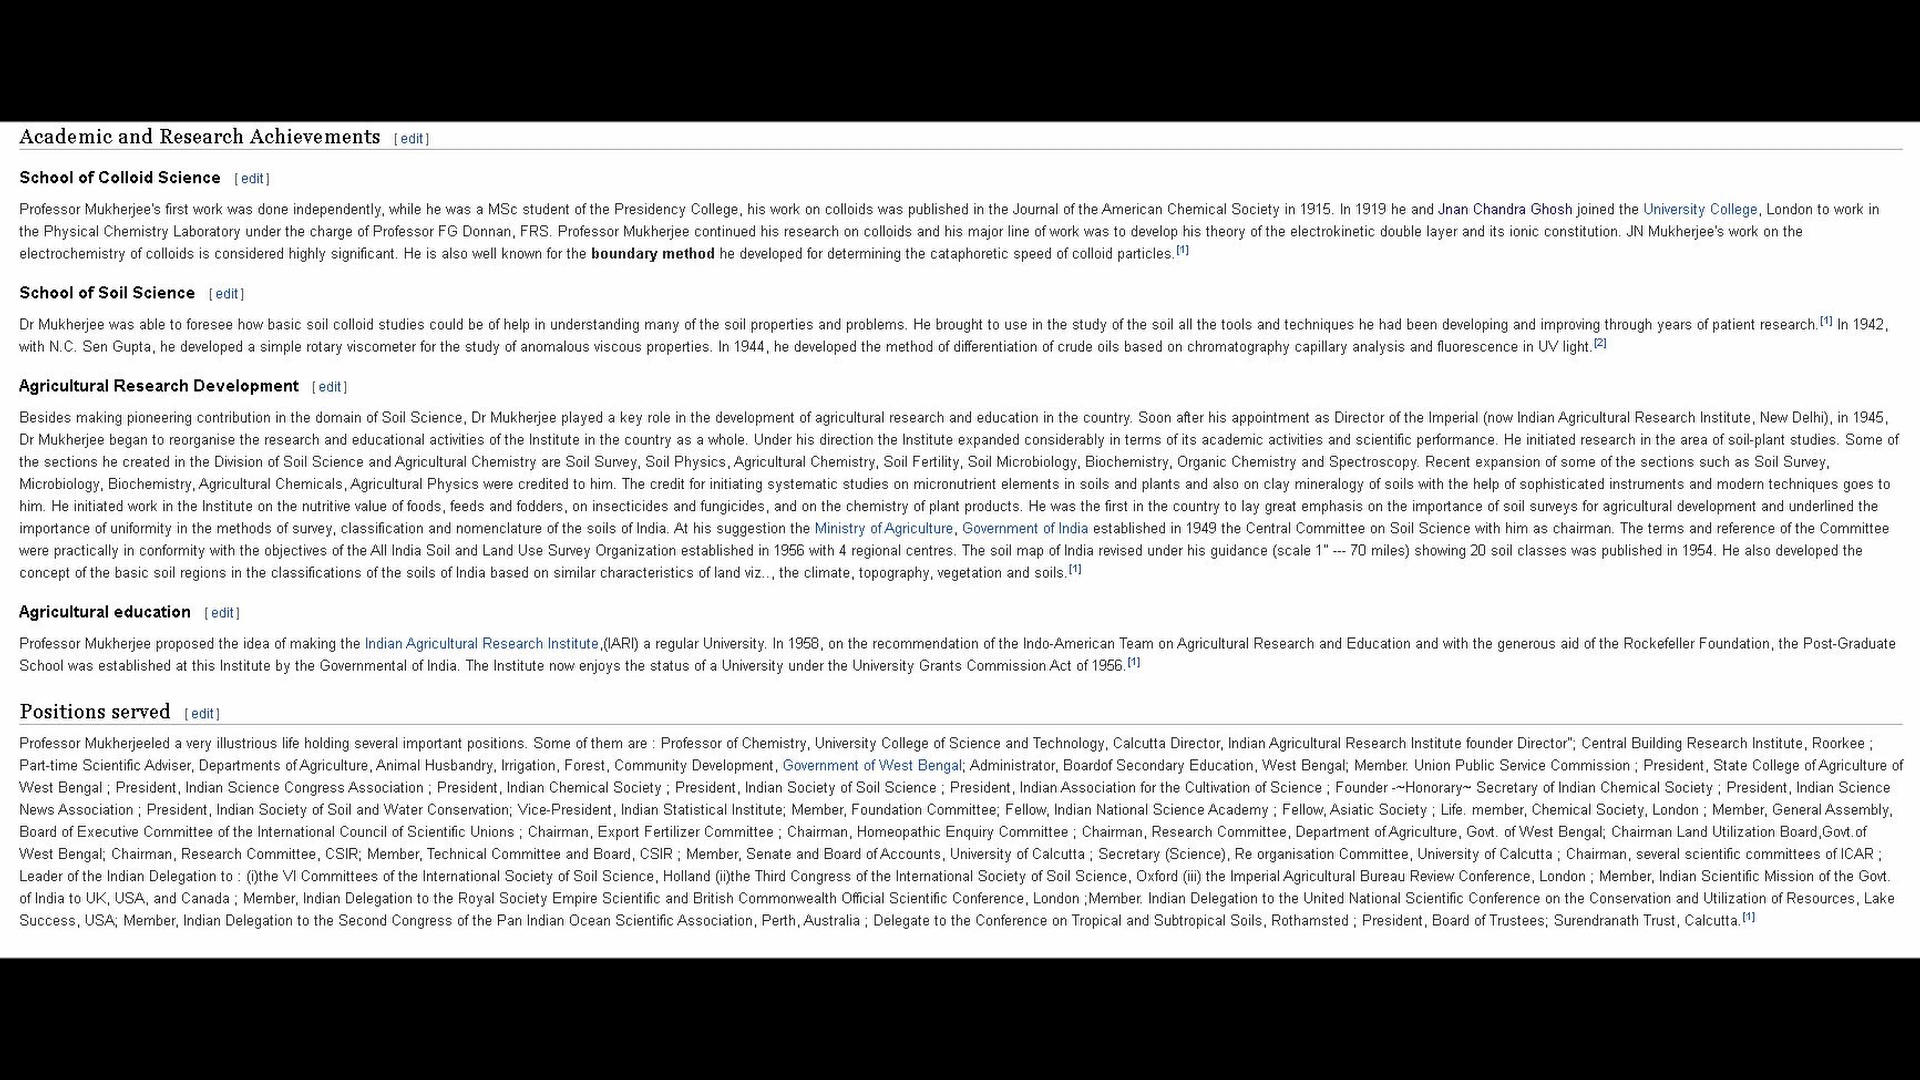 Academic and Research Achievements [ edit ]
School of Colloid Science [ edit ]
Professor Mukherjee's first work was done independently, while he was a MSc student of the Presidency College, his work on colloids was published in the Journal of the American Chemical Society in 1915. In 1919 he and Jnan Chandra Ghosh joined the University College, London to work in
the Physical Chemistry Laboratory under the charge of Professor FG Donnan, FRS. Professor Mukherjee continued his research on colloids and his major line of work was to develop his theory of the electrokinetic double layer and its ionic constitution. JN Mukherjee's work on the
electrochemistry of colloids is considered highly significant. He is also well known for the boundary method he developed for determining the cataphoretic speed of colloid particles.[1]
School of Soil Science [ edit ]
Dr Mukherjee was able to foresee how basic soil colloid studies could be of help in understanding many of the soil properties and problems. He brought to use in the study of the soil all the tools and techniques he had been developing and improving through years of patient research.[1] In 1942,
with N.C. Sen Gupta, he developed a simple rotary viscometer for the study of anomalous viscous properties. In 1944, he developed the method of differentiation of crude oils based on chromatography capillary analysis and fluorescence in UV light.[2]
Agricultural Research Development [ edit ]
Besides making pioneering contribution in the domain of Soil Science, Dr Mukherjee played a key role in the development of agricultural research and education in the country. Soon after his appointment as Director of the Imperial (now Indian Agricultural Research Institute, New Delhi), in 1945,
Dr Mukherjee began to reorganise the research and educational activities of the Institute in the country as a whole. Under his direction the Institute expanded considerably in terms of its academic activities and scientific performance. He initiated research in the area of soil-plant studies. Some of
the sections he created in the Division of Soil Science and Agricultural Chemistry are Soil Survey, Soil Physics, Agricultural Chemistry, Soil Fertility, Soil Microbiology, Biochemistry, Organic Chemistry and Spectroscopy. Recent expansion of some of the sections such as Soil Survey,
Microbiology, Biochemistry, Agricultural Chemicals, Agricultural Physics were credited to him. The credit for initiating systematic studies on micronutrient elements in soils and plants and also on clay mineralogy of soils with the help of sophisticated instruments and modern techniques goes to
him. He initiated work in the Institute on the nutritive value of foods, feeds and fodders, on insecticides and fungicides, and on the chemistry of plant products. He was the first in the country to lay great emphasis on the importance of soil surveys for agricultural development and underlined the
importance of uniformity in the methods of survey, classification and nomenclature of the soils of India. At his suggestion the Ministry of Agriculture, Government of India established in 1949 the Central Committee on Soil Science with him as chairman. The terms and reference of the Committee
were practically in conformity with the objectives of the All India Soil and Land Use Survey Organization established in 1956 with 4 regional centres. The soil map of India revised under his guidance (scale 1" --- 70 miles) showing 20 soil classes was published in 1954. He also developed the
concept of the basic soil regions in the classifications of the soils of India based on similar characteristics of land viz.., the climate, topography, vegetation and soils.[1]
Agricultural education [ edit ]
Professor Mukherjee proposed the idea of making the Indian Agricultural Research Institute,(IARI) a regular University. In 1958, on the recommendation of the Indo-American Team on Agricultural Research and Education and with the generous aid of the Rockefeller Foundation, the Post-Graduate
School was established at this Institute by the Governmental of India. The Institute now enjoys the status of a University under the University Grants Commission Act of 1956.[1]
Positions served [ edit ]
Professor Mukherjeeled a very illustrious life holding several important positions. Some of them are : Professor of Chemistry, University College of Science and Technology, Calcutta Director, Indian Agricultural Research Institute founder Director"; Central Building Research Institute, Roorkee ;
Part-time Scientific Adviser, Departments of Agriculture, Animal Husbandry, Irrigation, Forest, Community Development, Government of West Bengal; Administrator, Boardof Secondary Education, West Bengal; Member. Union Public Service Commission ; President, State College of Agriculture of
West Bengal ; President, Indian Science Congress Association ; President, Indian Chemical Society ; President, Indian Society of Soil Science ; President, Indian Association for the Cultivation of Science ; Founder -~Honorary~ Secretary of Indian Chemical Society ; President, Indian Science
News Association ; President, Indian Society of Soil and Water Conservation; Vice-President, Indian Statistical Institute; Member, Foundation Committee; Fellow, Indian National Science Academy ; Fellow, Asiatic Society ; Life. member, Chemical Society, London ; Member, General Assembly,
Board of Executive Committee of the International Council of Scientific Unions ; Chairman, Export Fertilizer Committee ; Chairman, Homeopathic Enquiry Committee ; Chairman, Research Committee, Department of Agriculture, Govt. of West Bengal; Chairman Land Utilization Board,Govt.of
West Bengal; Chairman, Research Committee, CSIR; Member, Technical Committee and Board, CSIR ; Member, Senate and Board of Accounts, University of Calcutta ; Secretary (Science), Re organisation Committee, University of Calcutta ; Chairman, several scientific committees of ICAR ;
Leader of the Indian Delegation to : (i)the VI Committees of the International Society of Soil Science, Holland (ii)the Third Congress of the International Society of Soil Science, Oxford (iii) the Imperial Agricultural Bureau Review Conference, London ; Member, Indian Scientific Mission of the Govt.
of India to UK, USA, and Canada ; Member, Indian Delegation to the Royal Society Empire Scientific and British Commonwealth Official Scientific Conference, London ;Member. Indian Delegation to the United National Scientific Conference on the Conservation and Utilization of Resources, Lake
Success, USA; Member, Indian Delegation to the Second Congress of the Pan Indian Ocean Scientific Association, Perth, Australia ; Delegate to the Conference on Tropical and Subtropical Soils, Rothamsted ; President, Board of Trustees; Surendranath Trust, Calcutta.[1]